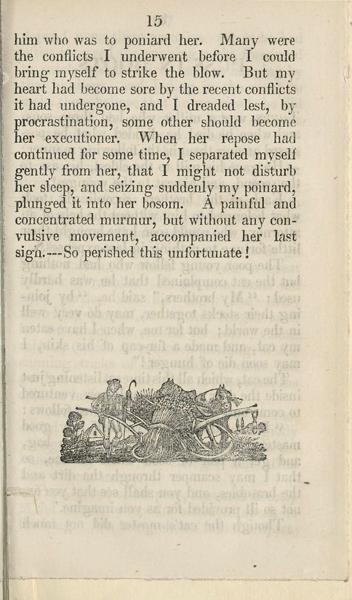 15
him who was to poniard her. Many were
the conflicts I underwent before I could
bring myself to strike the blow. But my
heart had become sore by the recent conflicts
it had undergone, and I dreaded lest, by
procrastination, some other should become
her executioner. When her repose had
continued for some time, I separated myself
gently from her, that I might not disturb
her sleep, and seizing suddenly my poinard,
plunged it into her bosom. A painful and
concentrated murmur, but without any con-
vulsive movement, accompanied her last
sign.—So perished this unfortunate!